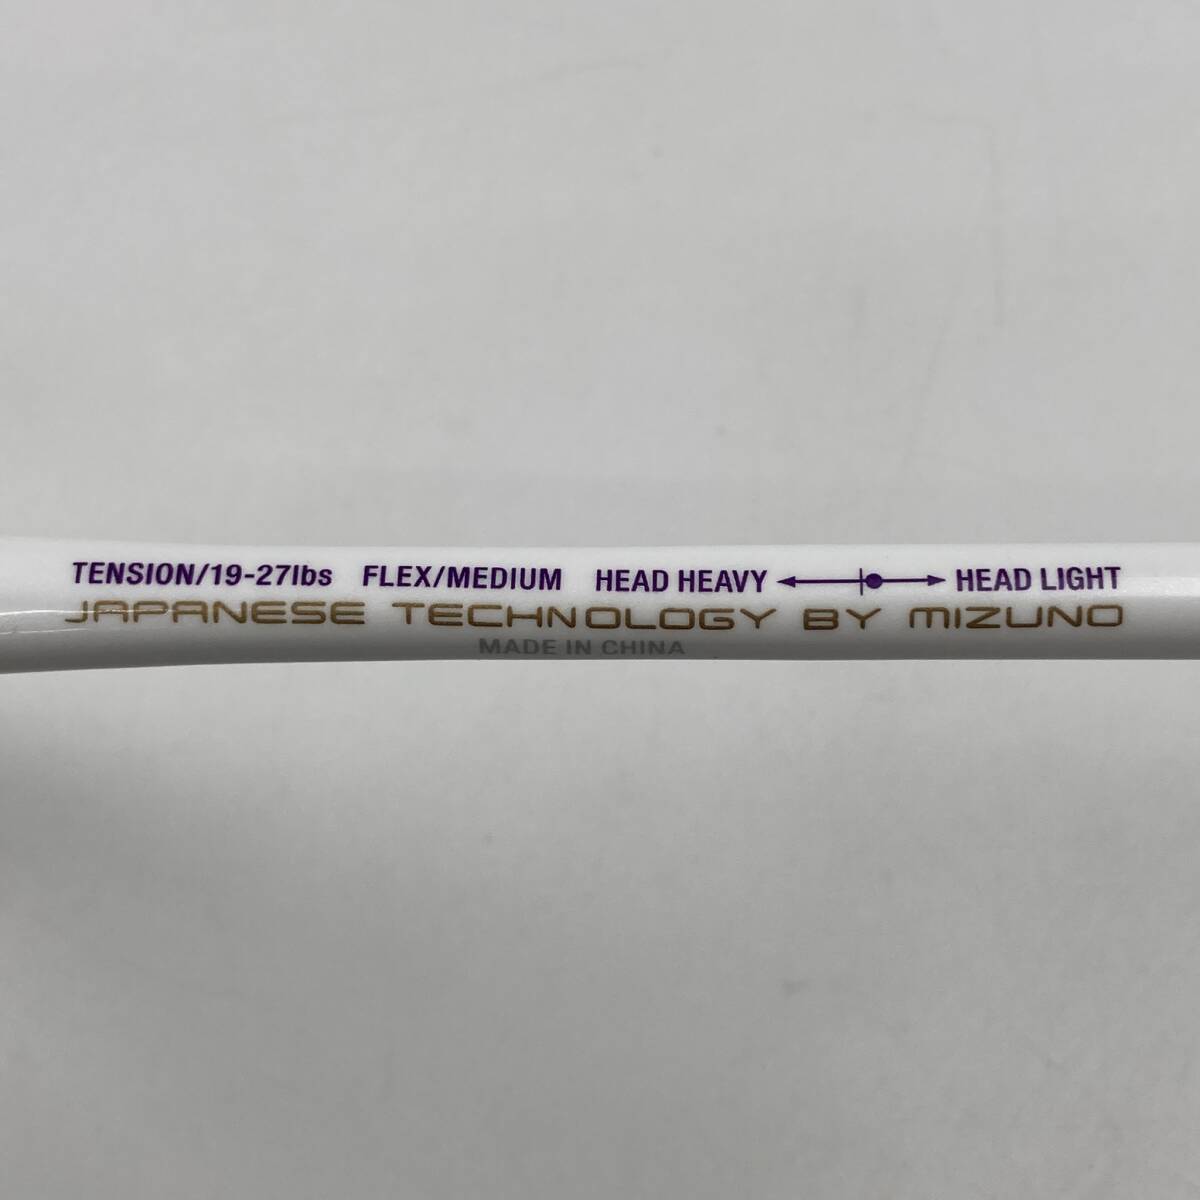 TENSION/19-27lbs FLEX/MEDIUM HEAD HEAVY HEAD LIGHT
JAPANESE TECHNOLOGY BY MIZUNO
MADE IN CHINA